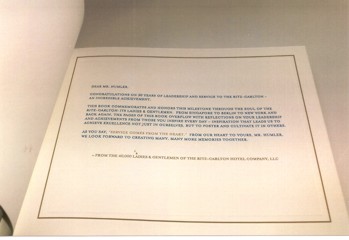 DEAR MR. HUMLER,
CONGRATULATIONS ON 30 YEARS OF LEADERSHIP AND SERVICE TO THE RITZ-CARLTON –
AN INCREDIBLE ACHIEVEMENT.
THIS BOOK COMMEMORATES AND HONORS THIS MILESTONE THROUGH THE SOUL OF THE
RITZ-CARLTON: ITS LADIES & GENTLEMEN. FROM SINGAPORE TO BERLIN TO NEW YORK AND
BACK AGAIN, THE PAGES OF THIS BOOK OVERFLOW WITH REFLECTIONS ON YOUR LEADERSHIP
AND ACHIEVEMENTS FROM THOSE YOU INSPIRE EVERY DAY – INSPIRATION THAT LEADS US TO
ACHIEVE EXCELLENCE NOT JUST IN OURSELVES, BUT TO FOSTER AND CULTIVATE IT IN OTHERS.
AS YOU SAY, "SERVICE COMES FROM THE HEART." FROM OUR HEART TO YOURS, MR. HUMLER,
WE LOOK FORWARD TO CREATING MANY, MANY MORE MEMORIES TOGETHER.
– FROM THE LADIES & GENTLEMEN OF THE RITZ-CARLTON HOTEL COMPANY, LLC